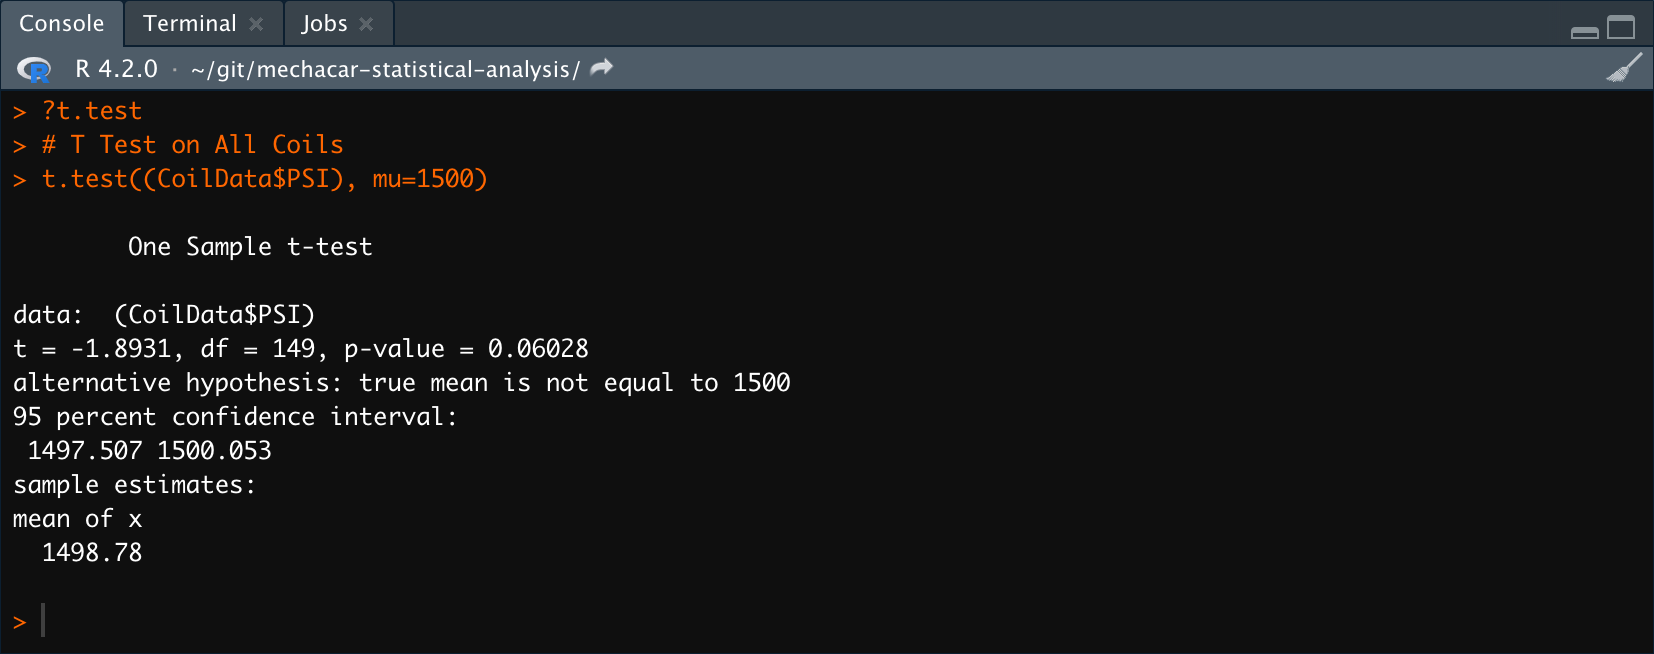 Console Terminal Jobs
R R 4.2.0 · ~/git/mechacar-statistical-analysis/
> ?t.test
> # T Test on All Coils
> t.test((CoilData$PSI), mu=1500)
One Sample t-test
data:  (CoilData$PSI)
t = -1.8931, df = 149, p-value = 0.06028
alternative hypothesis: true mean is not equal to 1500
95 percent confidence interval:
1497.507 1500.053
sample estimates:
mean of x
1498.78
>